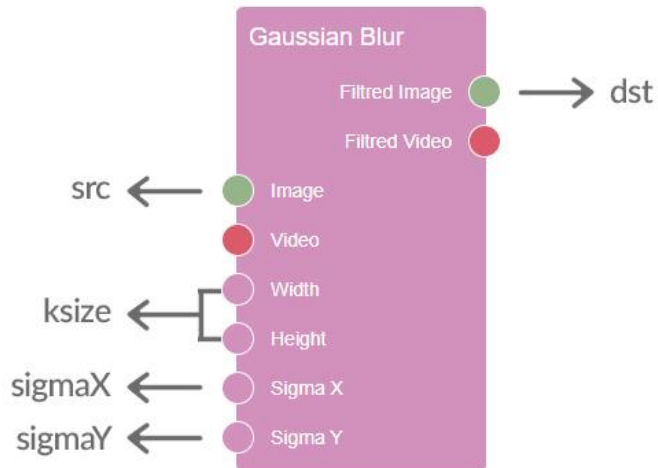 Gaussian Blur
Filtred Image dst
Filtred Video
src Image
Video
Width
ksize
Height
sigmaX Sigma X
sigmaY Sigma Y